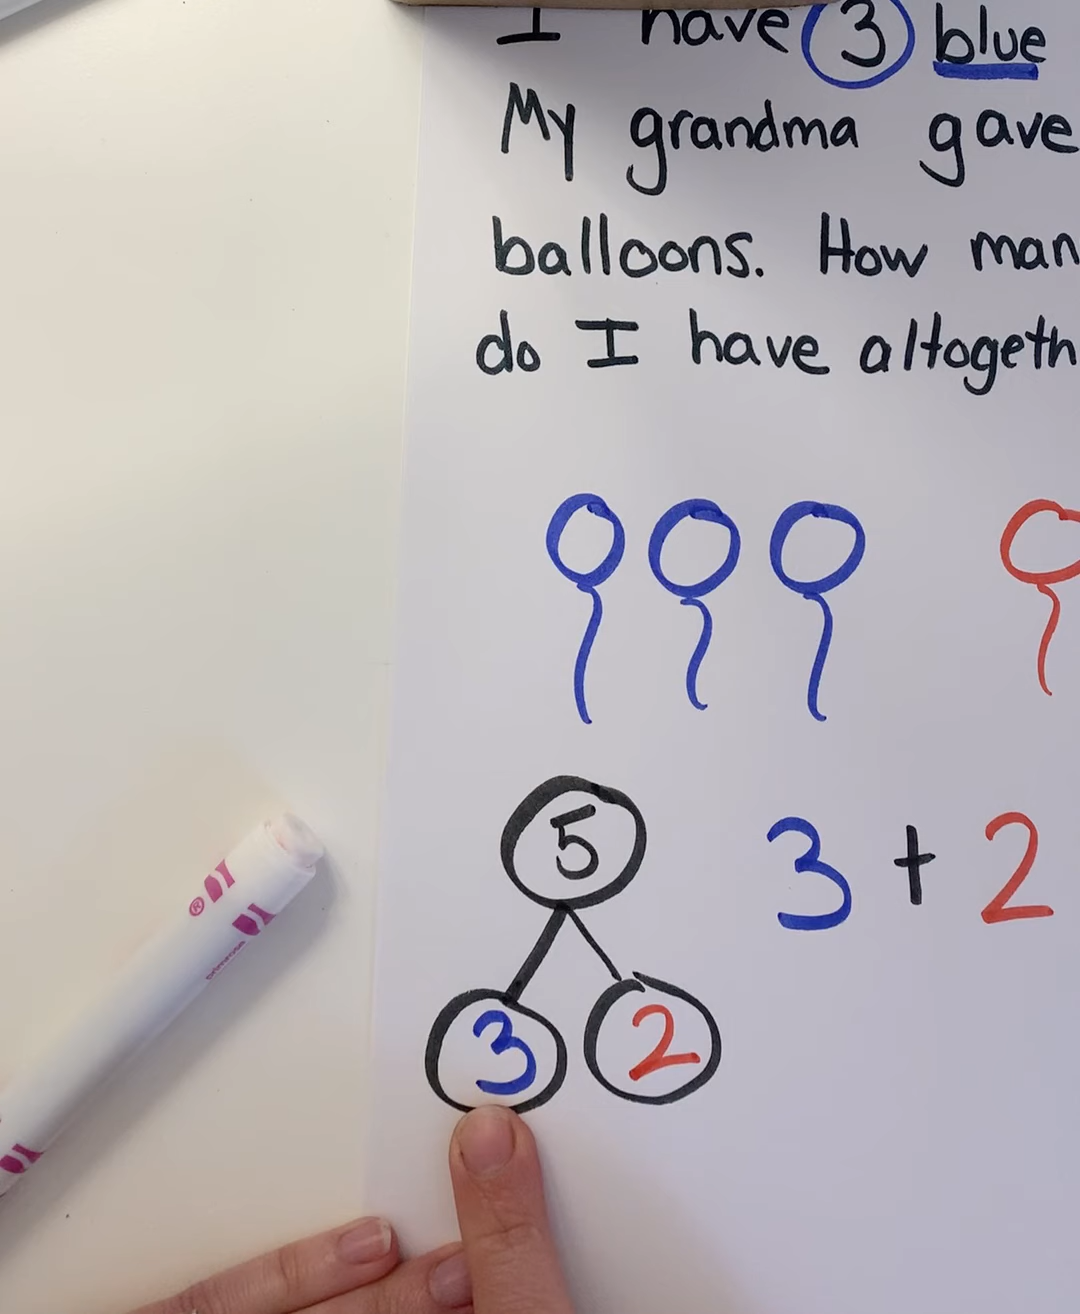 I have 3 blue
My grandma gave
balloons. How man
do I have altogeth
5
3 + 2
3 2